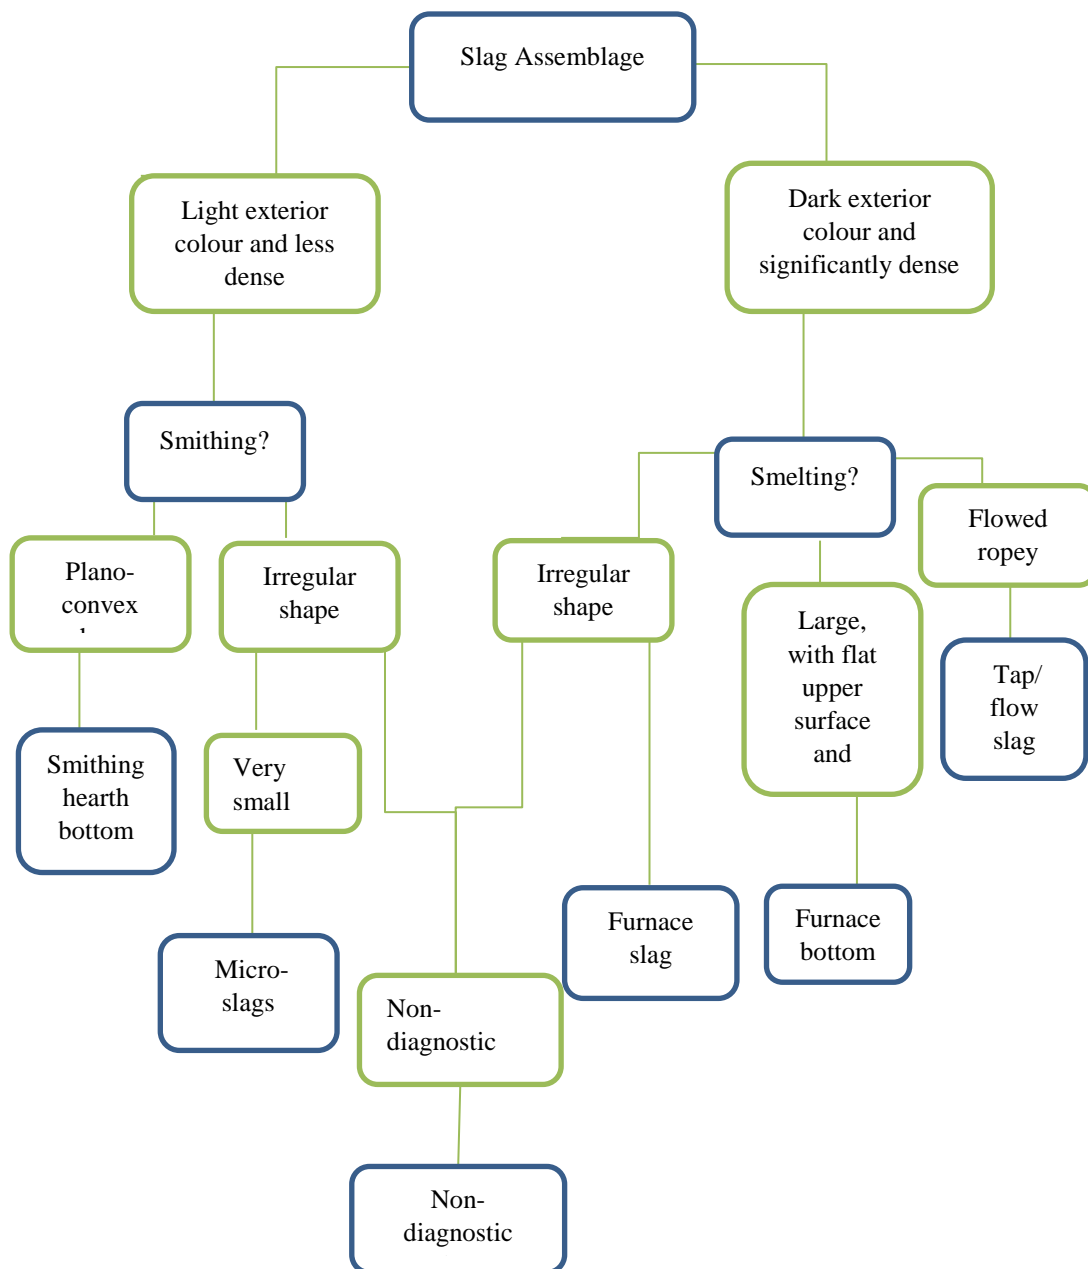 Slag Assemblage
Light exterior
colour and less
dense
Dark exterior
colour and
significantly dense
Smithing?
Smelting?
Plano-
convex
Irregular
shape
Irregular
shape
Large,
with flat
upper
surface
and
Flowed
ropey
Smithing
hearth
bottom
Very
small
Tap/
flow
slag
Micro-
slags
Non-
diagnostic
Furnace
slag
Furnace
bottom
Non-
diagnostic